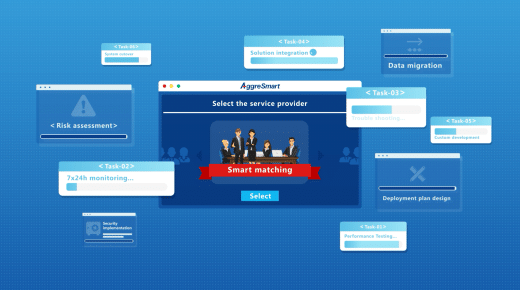 < Task-05>
System success
< Task-04>
Solution integration
Data migration
AggreSmart
Select the service provider
< Task-03>
Trouble shooting...
< Risk assessment>
< Task-05>
Custom development
< Task-02>
7x24h monitoring...
Smart matching
Select
Deployment plan design
Security
implementation
< Task-01>
Performance Testing...